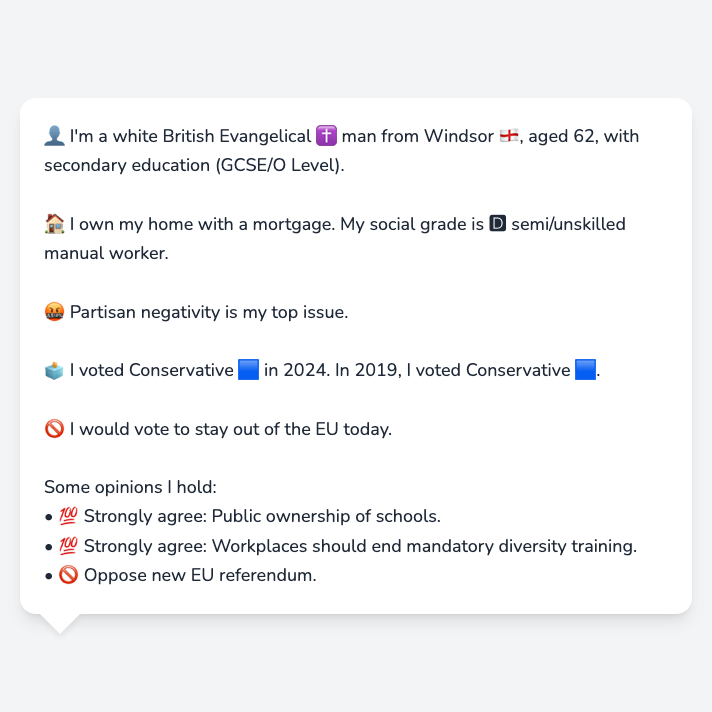 👤 I'm a white British Evangelical ✝️ man from Windsor 🏴󠁧󠁢󠁥󠁮󠁧󠁿, aged 62, with
secondary education (GCSE/O Level).
🏠 I own my home with a mortgage. My social grade is 🅳 semi/unskilled
manual worker.
🤬 Partisan negativity is my top issue.
🗳️ I voted Conservative 🟦 in 2024. In 2019, I voted Conservative 🟦.
🚫 I would vote to stay out of the EU today.
Some opinions I hold:
• 💯 Strongly agree: Public ownership of schools.
• 💯 Strongly agree: Workplaces should end mandatory diversity training.
• 🚫 Oppose new EU referendum.